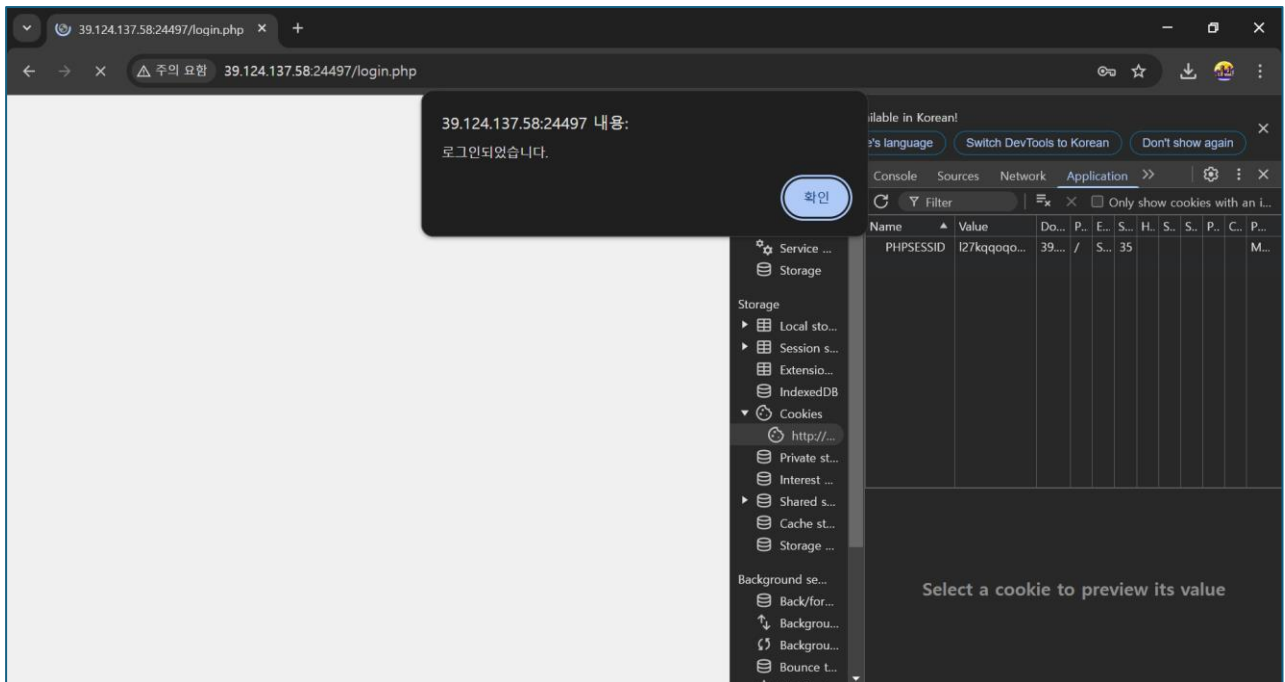 39.124.137.58:24497/login.php
주의 요함 39.124.137.58:24497/login.php
39.124.137.58:24497 내용:
로그인되었습니다.
확인
ilable in Korean!
e's language
Switch DevTools to Korean
Don't show again
Console Sources Netwo Application
Filter
Only show cookies with an i...
Name Value Do... P.. E... S... H.. S.. S.. P.. C.. P...
PHPSESSID 39.... / S... 35 M...
Service ...
Storage
Storage
Local sto...
Session s...
Extensio...
IndexedDB
Cookies
http://...
Private st...
Interest ...
Shared s...
Cache st...
Storage ...
Background se...
Back/for...
Backgrou...
Backgrou...
Bounce t...
Select a cookie to preview its value